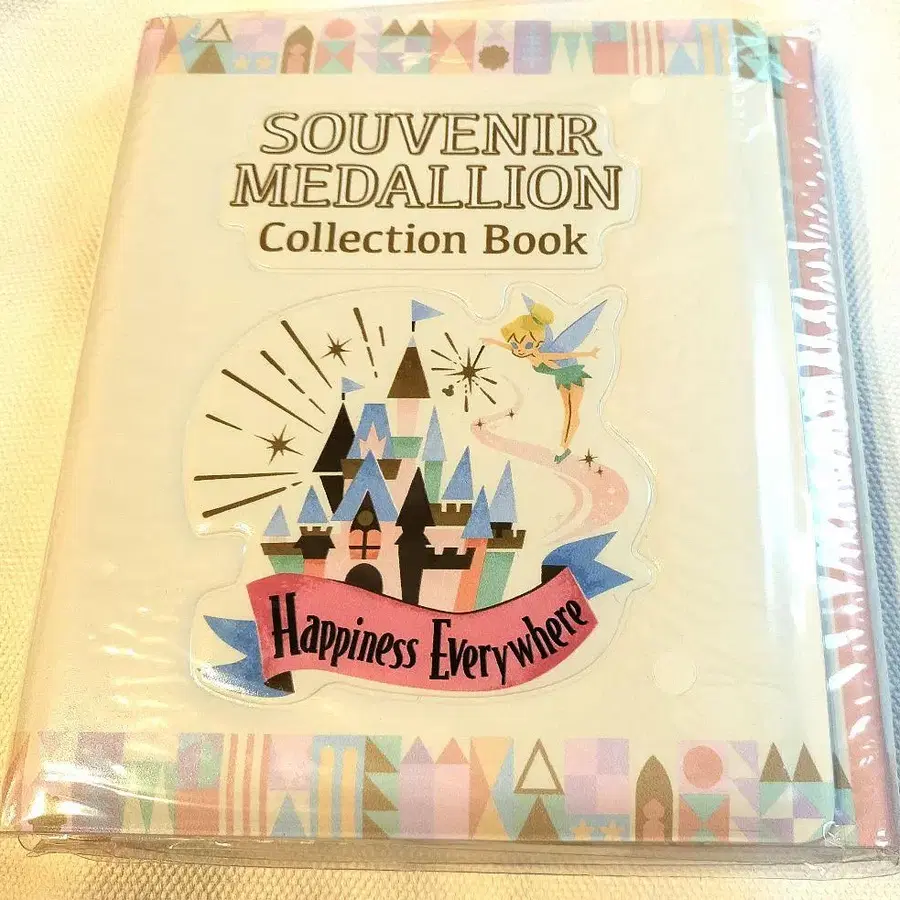 SOUVENIR
MEDALLION
Collection Book
Happiness Everywhere